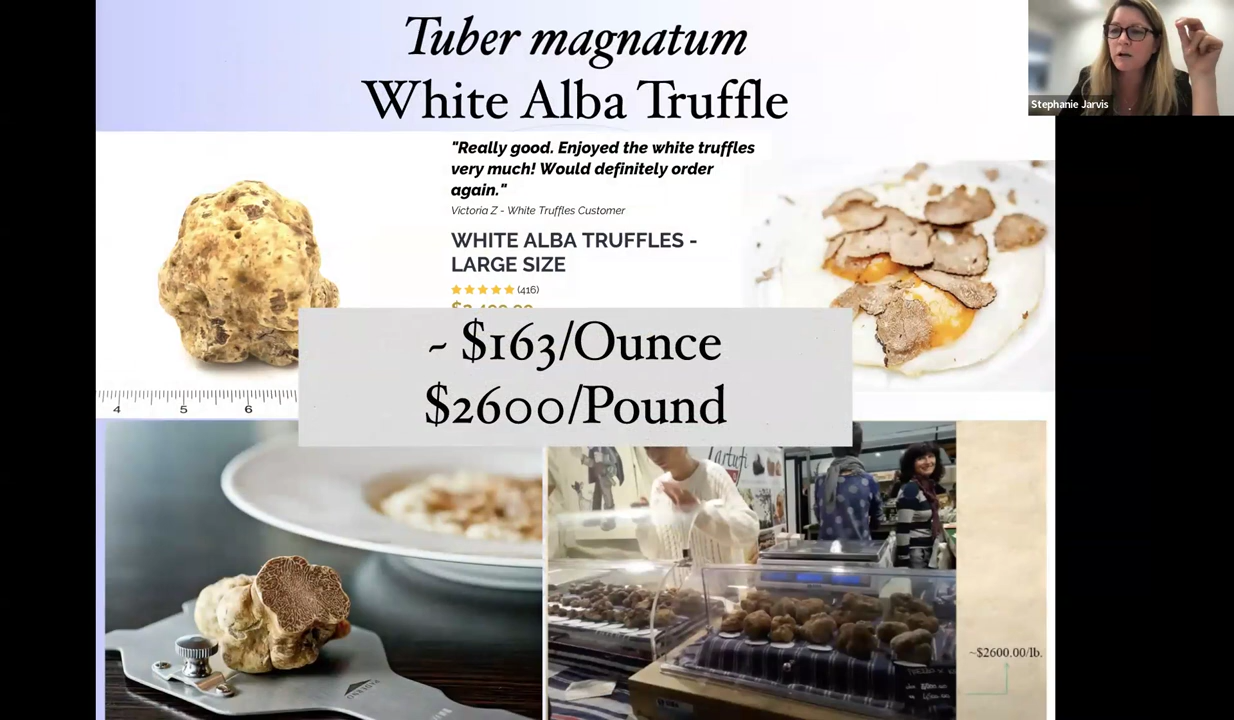 Tuber magnatum
White Alba Truffle
Stephanie Jarvis
"Really good. Enjoyed the white truffles
very much! Would definitely order
again."
Victoria Z - White Truffles Customer
WHITE ALBA TRUFFLES -
LARGE SIZE
(416)
~ $163/Ounce
$2600/Pound
4 5 6
Tartufi
~$2600.00/lb.